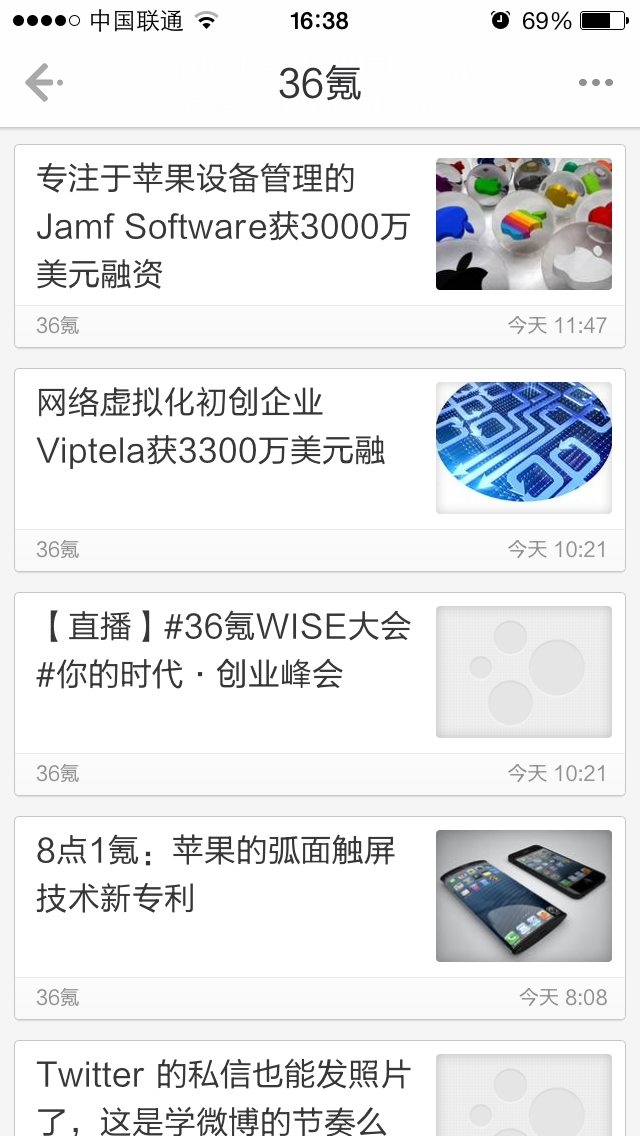 中国联通 16:38 69%
36氪
专注于苹果设备管理的
Jamf Software获3000万
美元融资
36氪 今天 11:47
网络虚拟化初创企业
Viptela获3300万美元融
36氪 今天 10:21
【直播】#36氪WISE大会
#你的时代·创业峰会
36氪 今天 10:21
8点1氪：苹果的弧面触屏
技术新专利
36氪 今天 8:08
Twitter 的私信也能发照片
了，这是学微博的节奏么